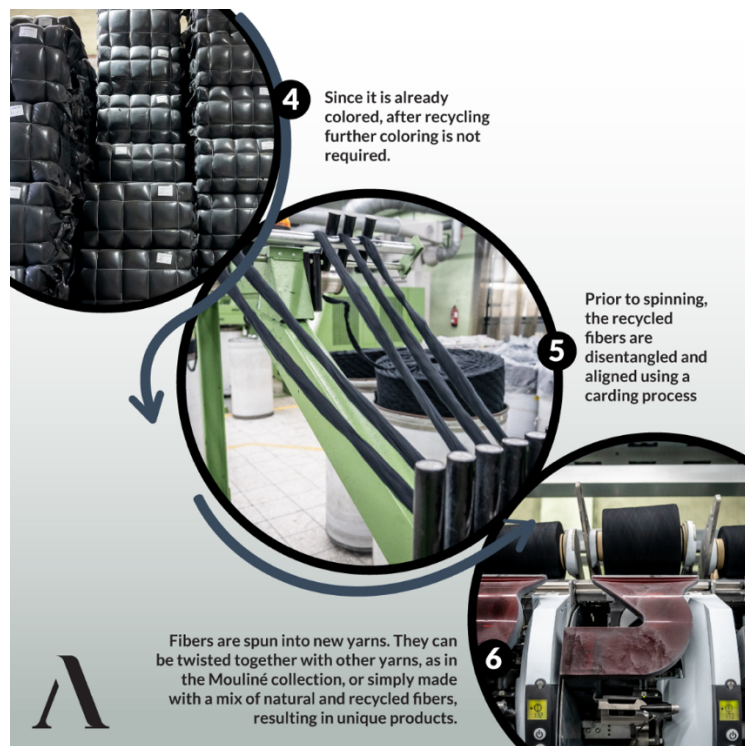 4
Since it is already
colored, after recycling
further coloring is not
required.
Prior to spinning,
the recycled
fibers are
disentangled and
aligned using a
carding process
5
Fibers are spun into new yarns. They can
be twisted together with other yarns, as in
the Mouliné collection, or simply made
with a mix of natural and recycled fibers,
resulting in unique products.
6